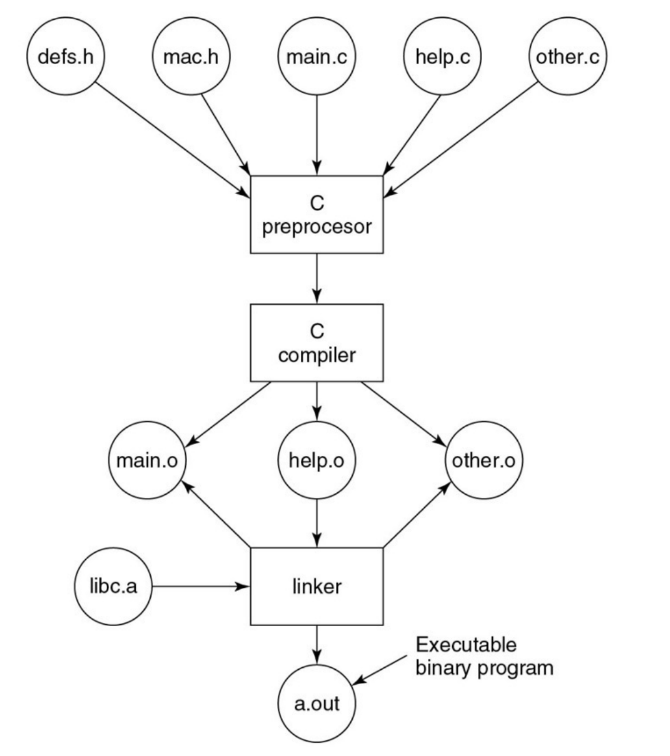 defs.h
mac.h
main.c
help.c
other.c
C
preprocesor
C
compiler
main.o
help.o
other.o
libc.a
linker
Executable
binary program
a.out